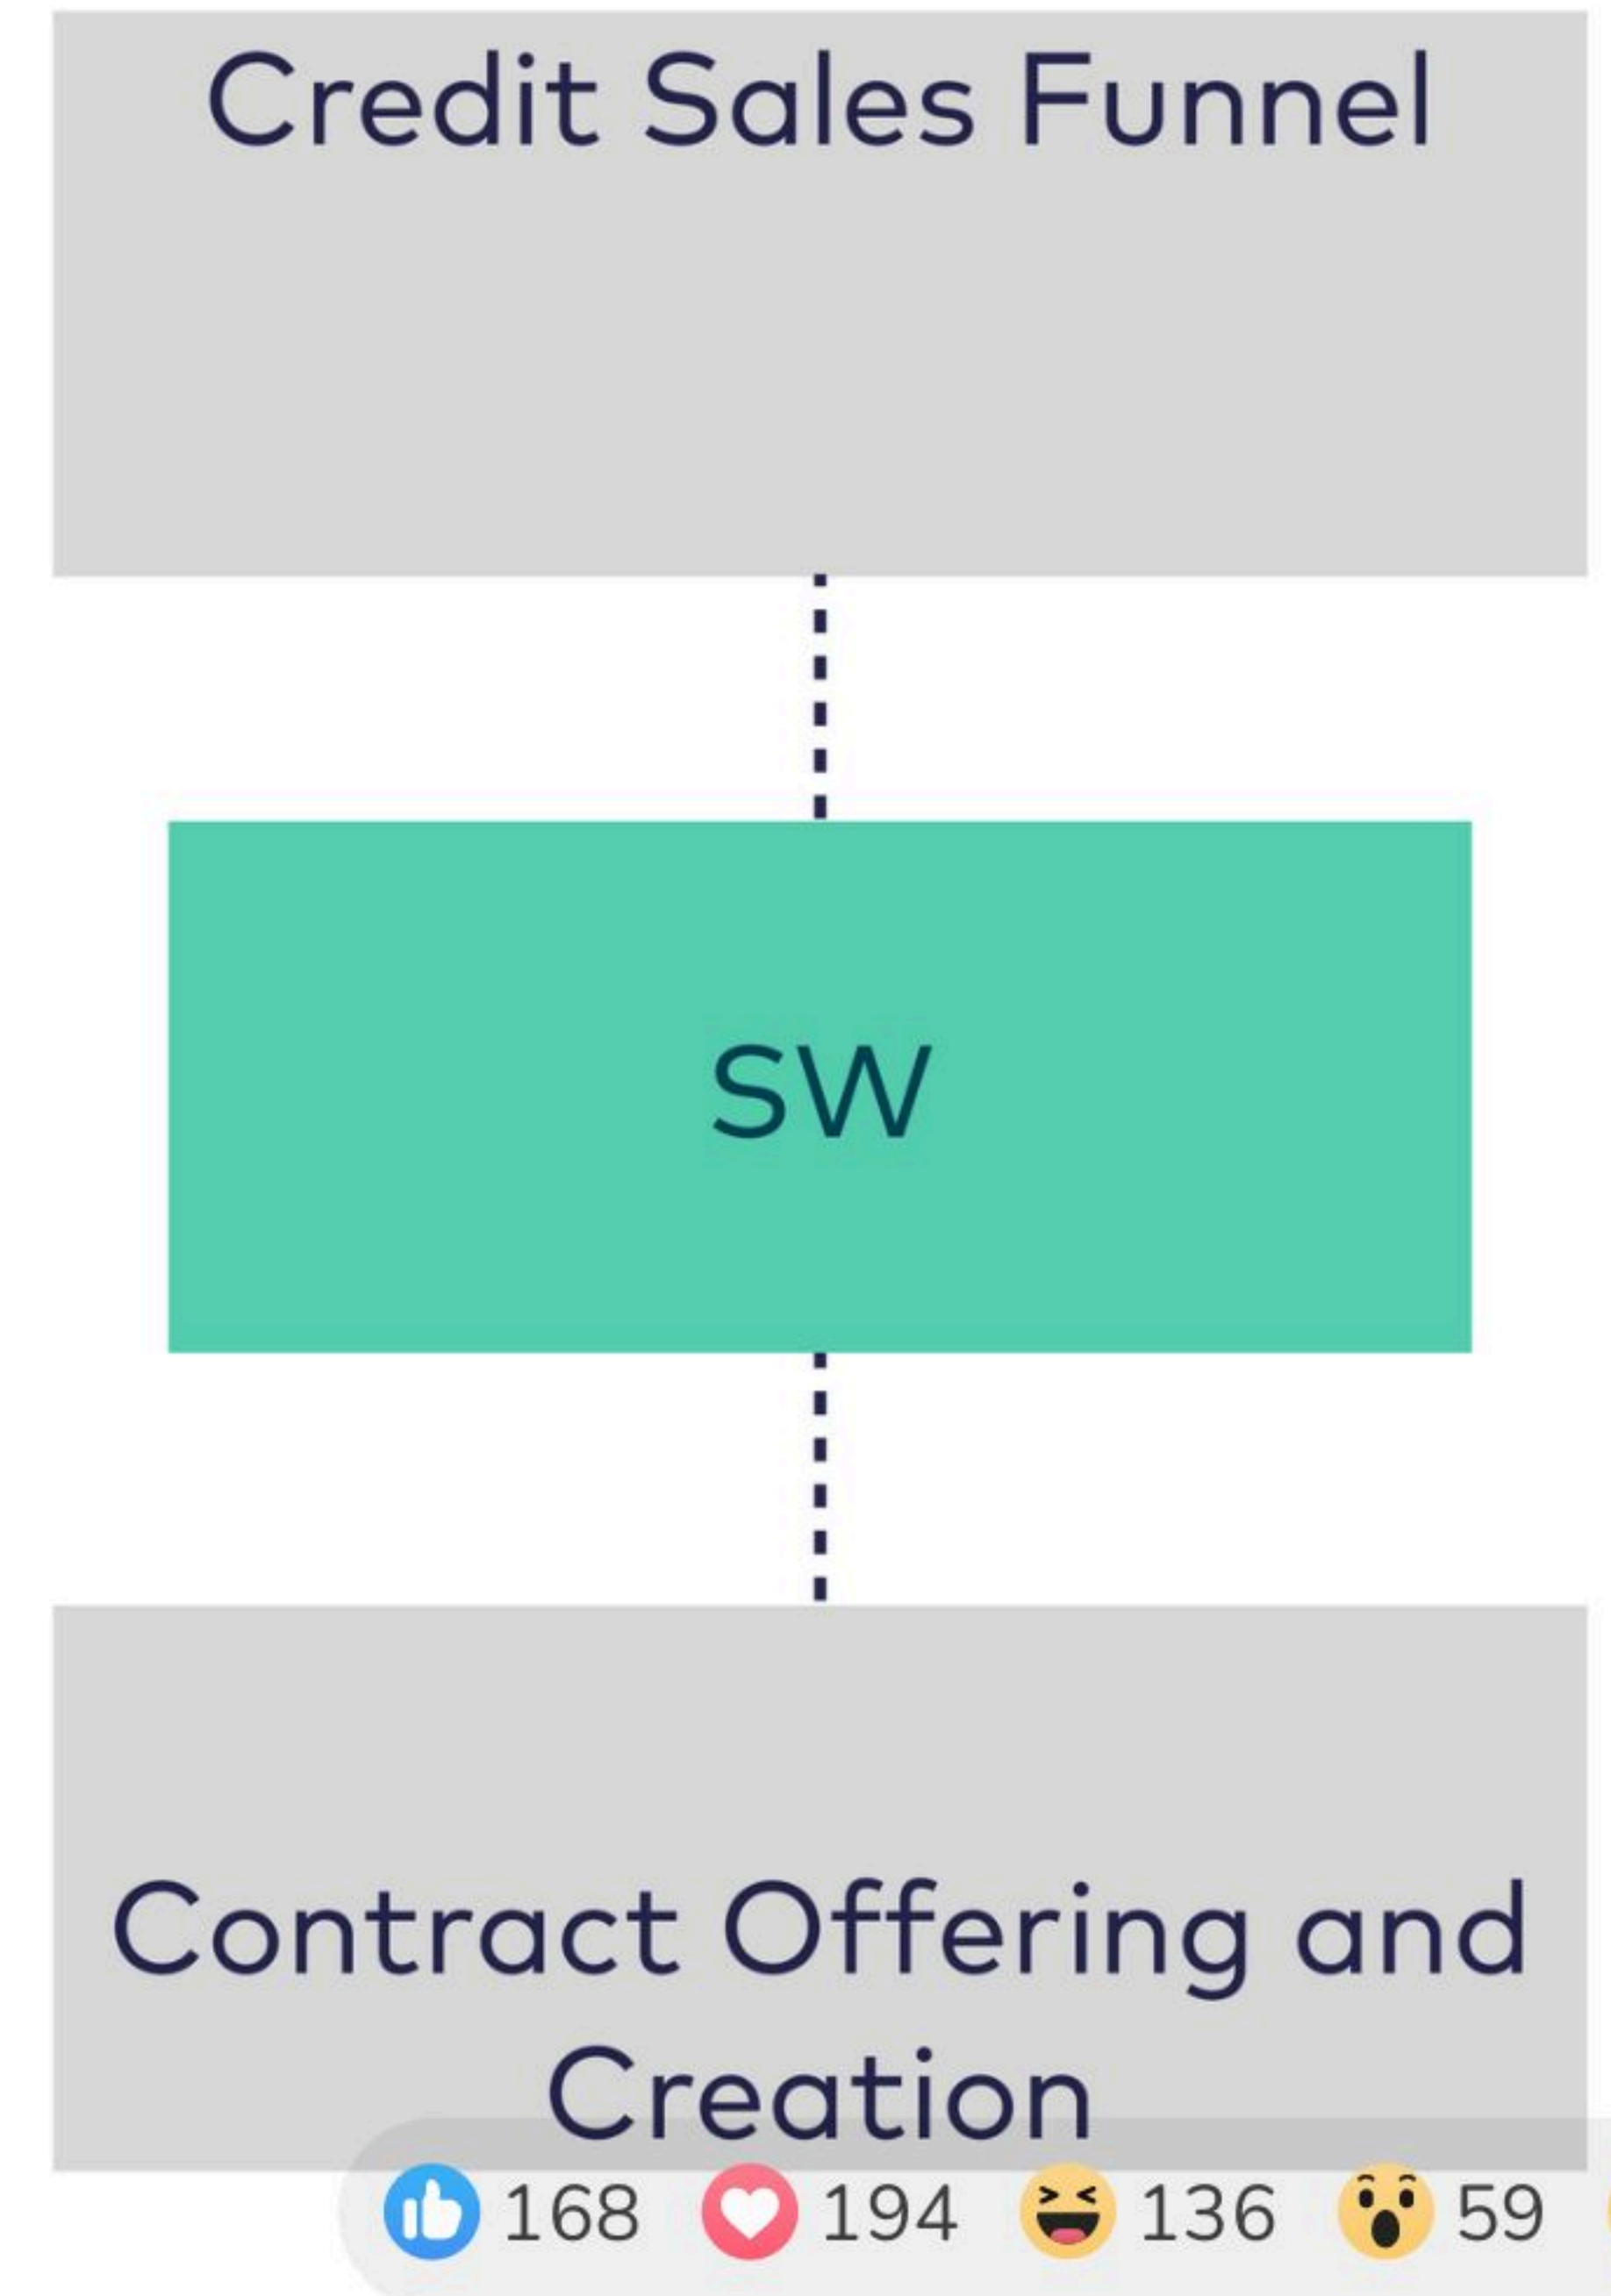 Credit Sales Funnel
SW
Contract Offering and
Creation
168 194 136 59